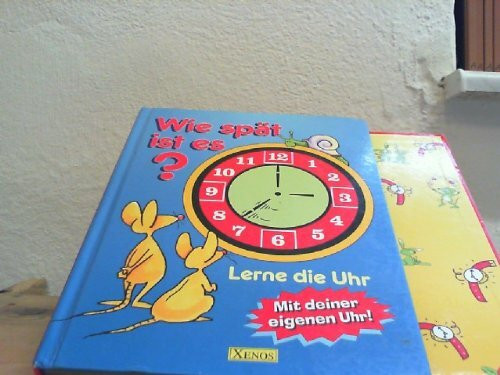 Wie spät
ist es
?
12
1
2
3
4
5
6
7
8
9
10
11
Lerne die Uhr
Mit deiner
eigenen Uhr!
XENOS